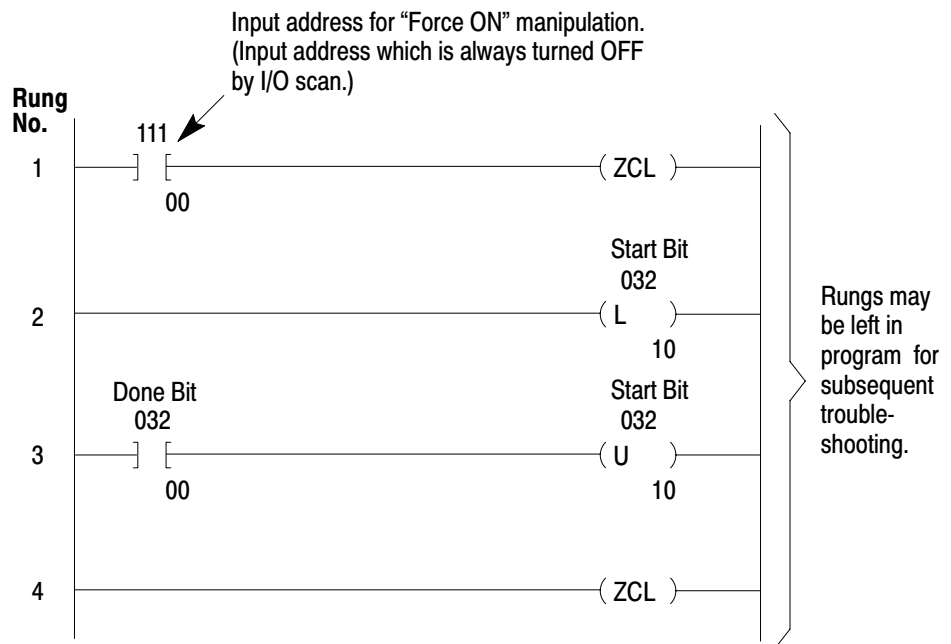 Input address for “Force ON” manipulation.
(Input address which is always turned OFF
by I/O scan.)
Rung
No.
111
1
] [
( ZCL )
00
Start Bit
032
2
( L )
10
Done Bit
032
Start Bit
032
3
] [
( U )
00
10
4
( ZCL )
Rungs may
be left in
program for
subsequent
trouble-
shooting.